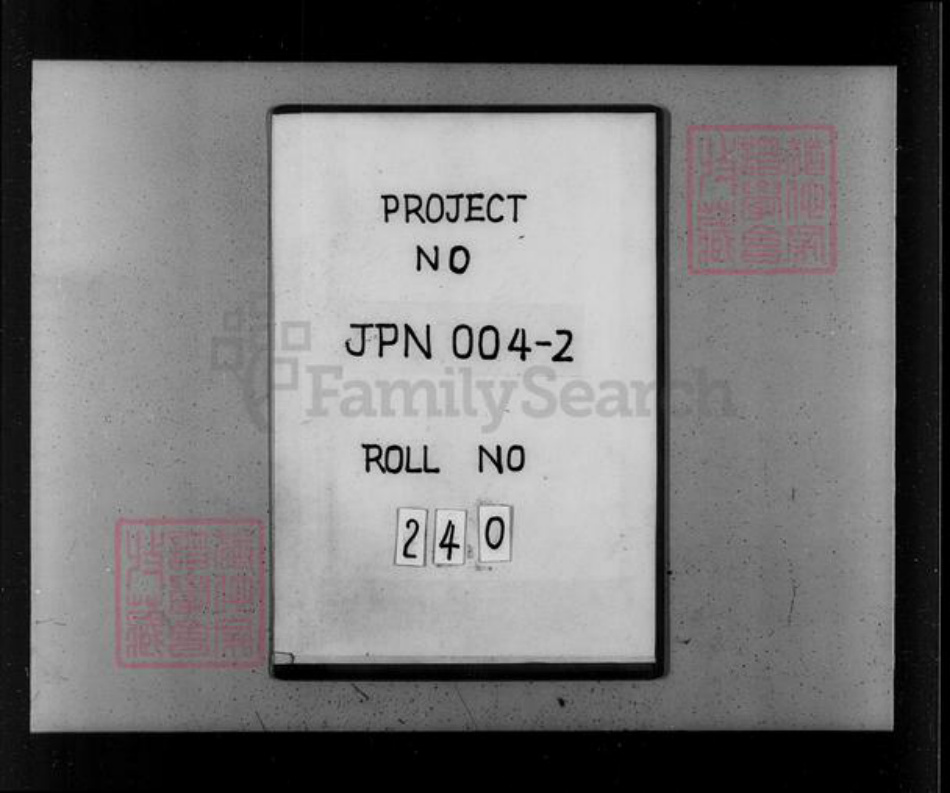 PROJECT
NO
JPN 004-2
FamilySearch
ROLL NO
240